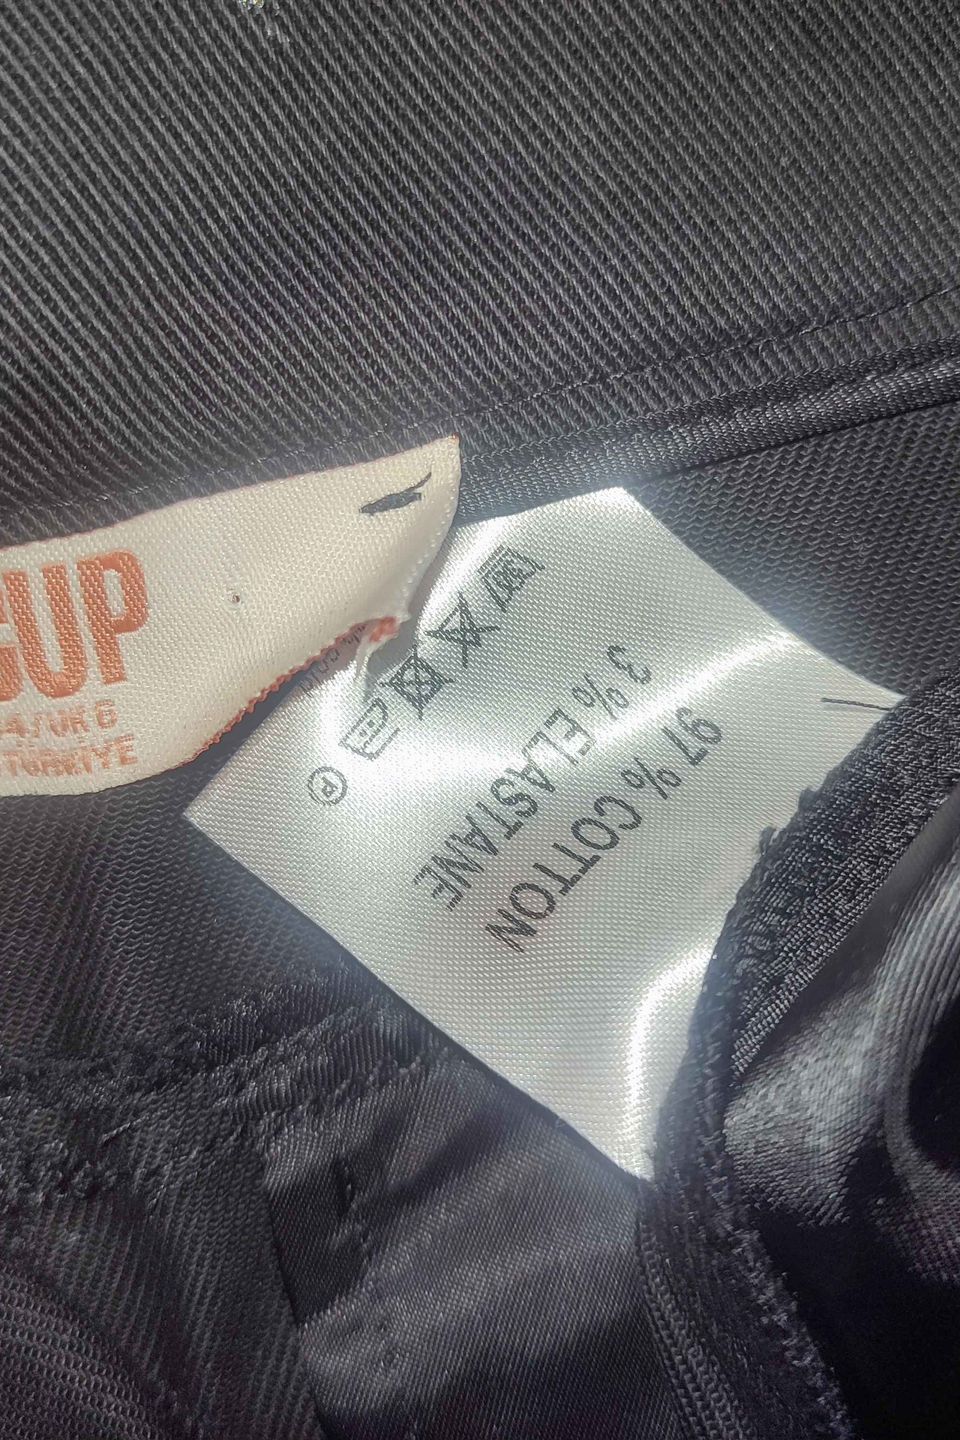 GUP
4/UK 6
TÜRKİYE
97 % COTTON
3 % ELASTANE
P